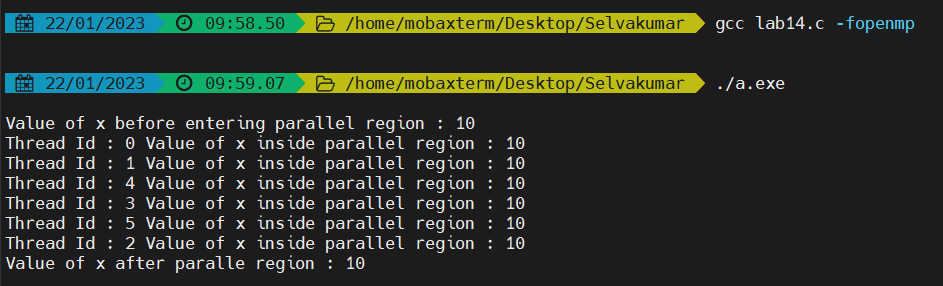 22/01/2023 09:58.50 /home/mobaxterm/Desktop/Selvakumar gcc lab14.c -fopenmp
22/01/2023 09:59.07 /home/mobaxterm/Desktop/Selvakumar ./a.exe
Value of x before entering parallel region : 10
Thread Id : 0 Value of x inside parallel region : 10
Thread Id : 1 Value of x inside parallel region : 10
Thread Id : 4 Value of x inside parallel region : 10
Thread Id : 3 Value of x inside parallel region : 10
Thread Id : 5 Value of x inside parallel region : 10
Thread Id : 2 Value of x inside parallel region : 10
Value of x after paralle region : 10